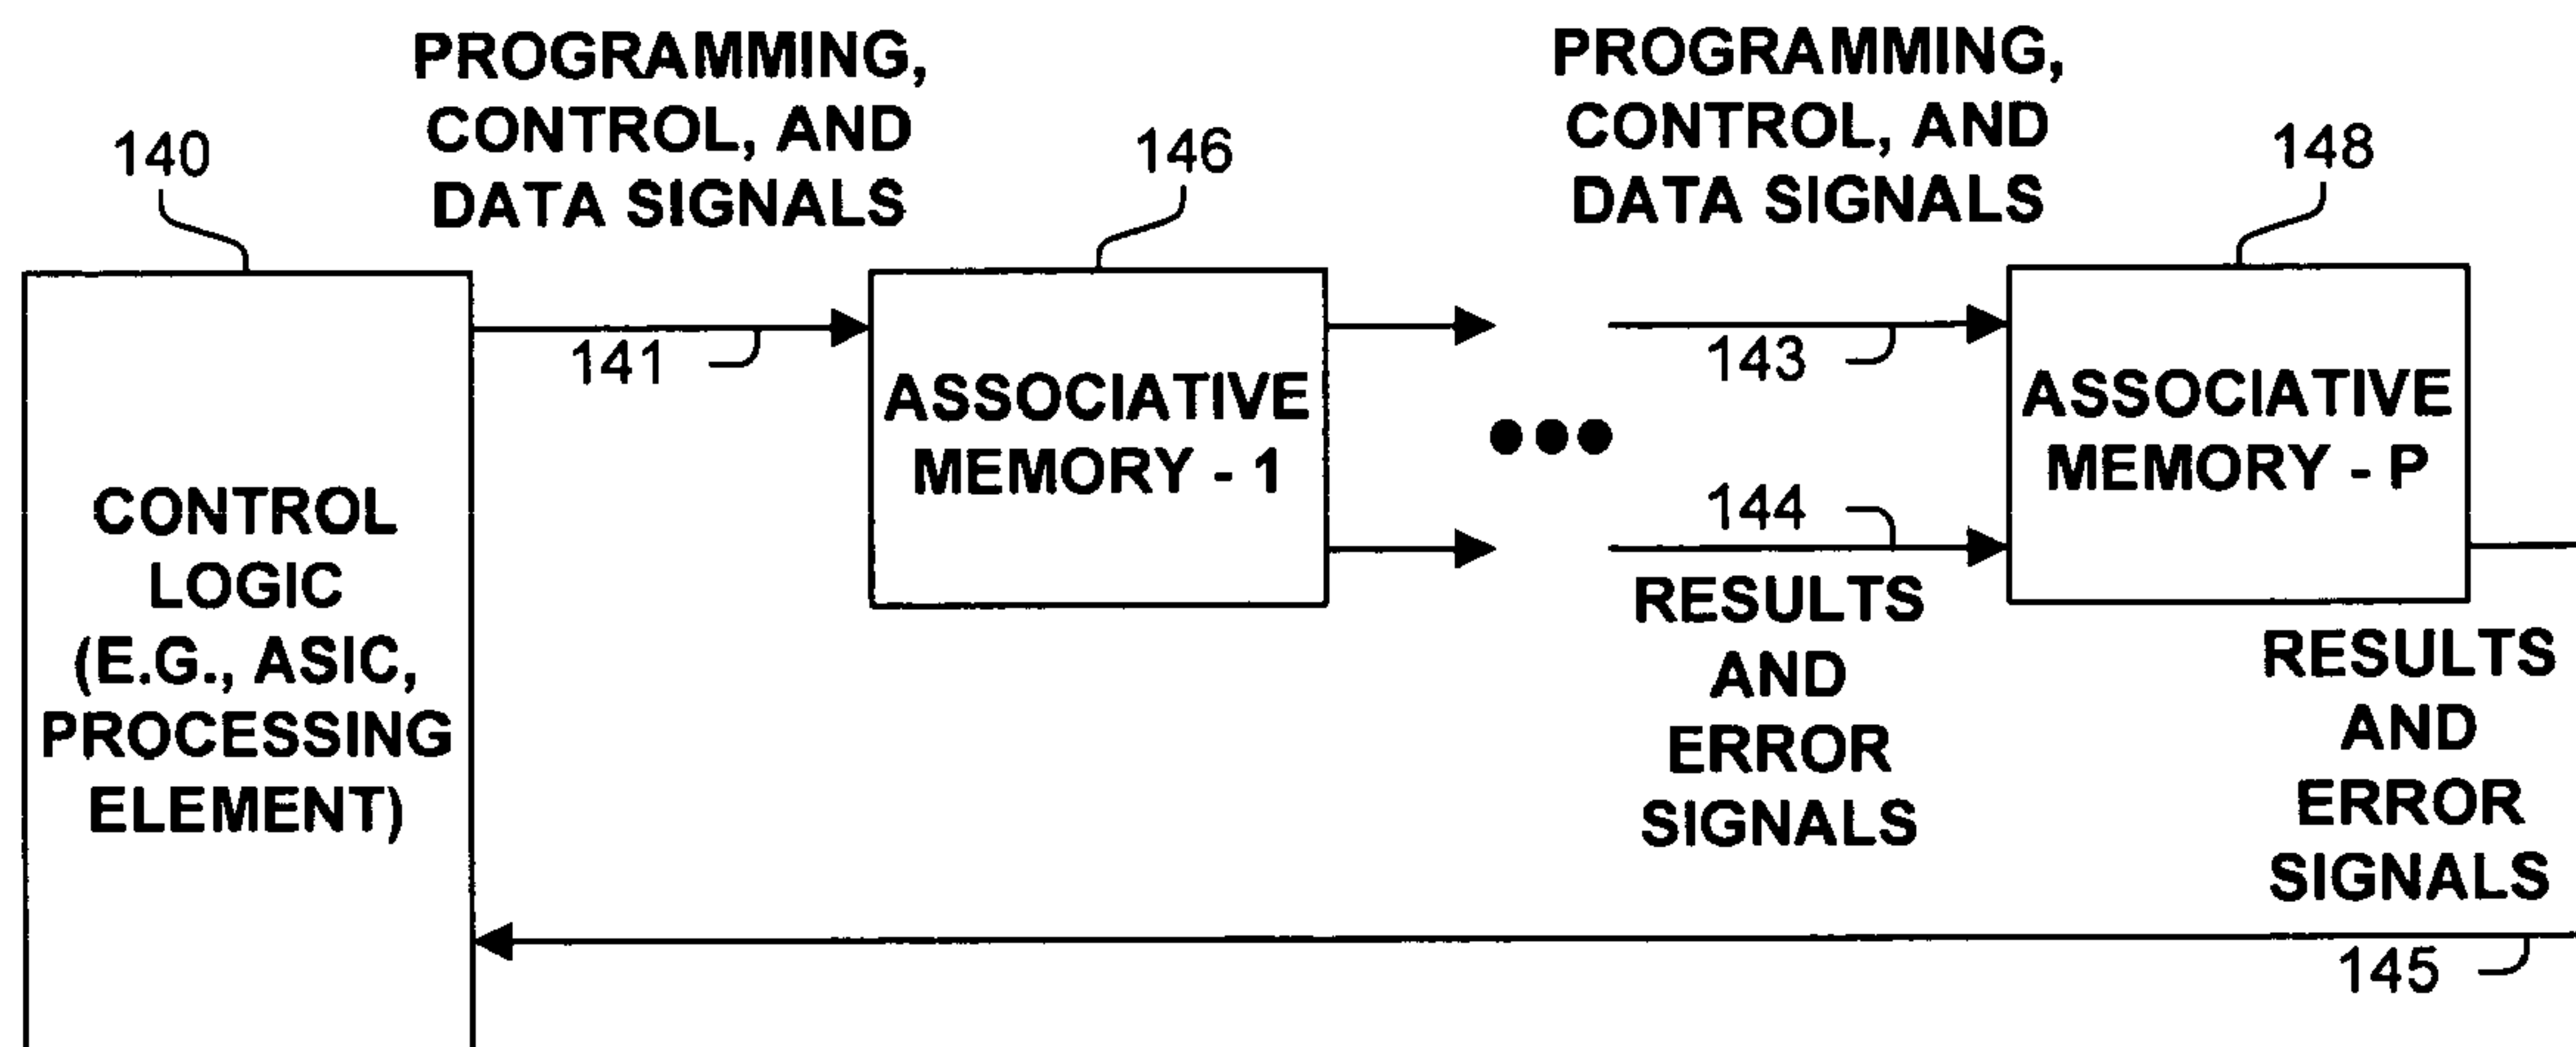 PROGRAMMING,
CONTROL, AND
DATA SIGNALS
PROGRAMMING,
CONTROL, AND
DATA SIGNALS
140
146
148
141
143
ASSOCIATIVE
MEMORY - 1
ASSOCIATIVE
MEMORY - P
144
CONTROL
LOGIC
(E.G., ASIC,
PROCESSING
ELEMENT)
RESULTS
AND
ERROR
SIGNALS
RESULTS
AND
ERROR
SIGNALS
145